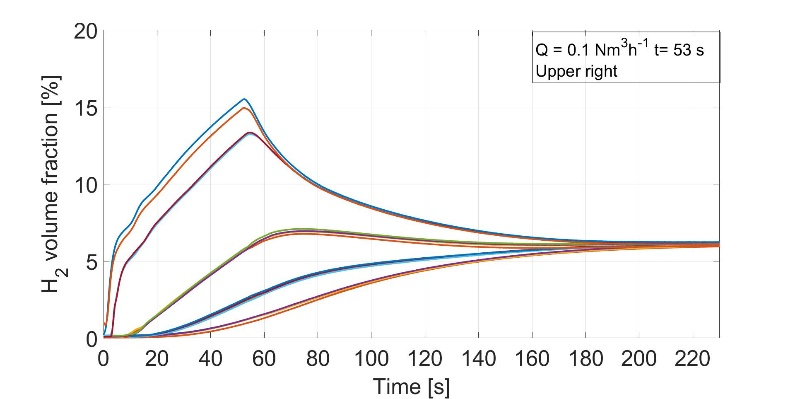 20
15
10
5
0
H2 volume fraction [%]
Q = 0.1 Nm³h⁻¹ t= 53 s
Upper right
0 20 40 60 80 100 120 140 160 180 200 220
Time [s]